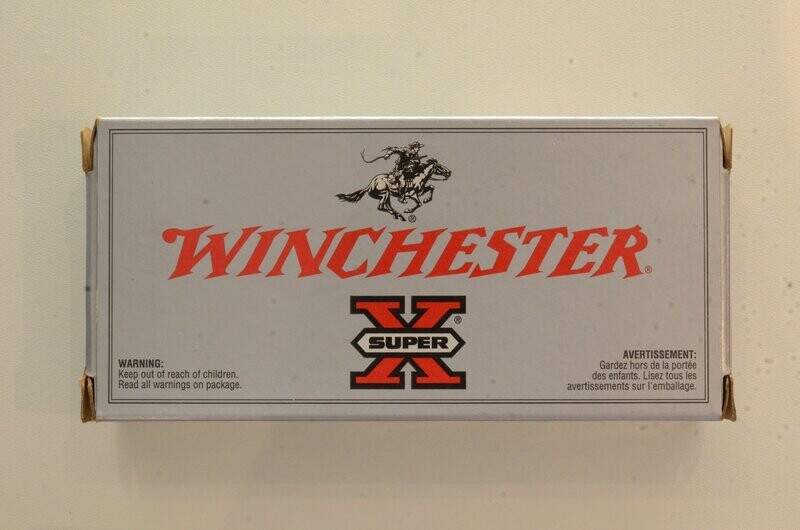 ®
WINCHESTER®
X®
SUPER
WARNING:
Keep out of reach of children.
Read all warnings on package.
AVERTISSEMENT:
Gardez hors de la portée
des enfants. Lisez tous les
avertissements sur l'emballage.